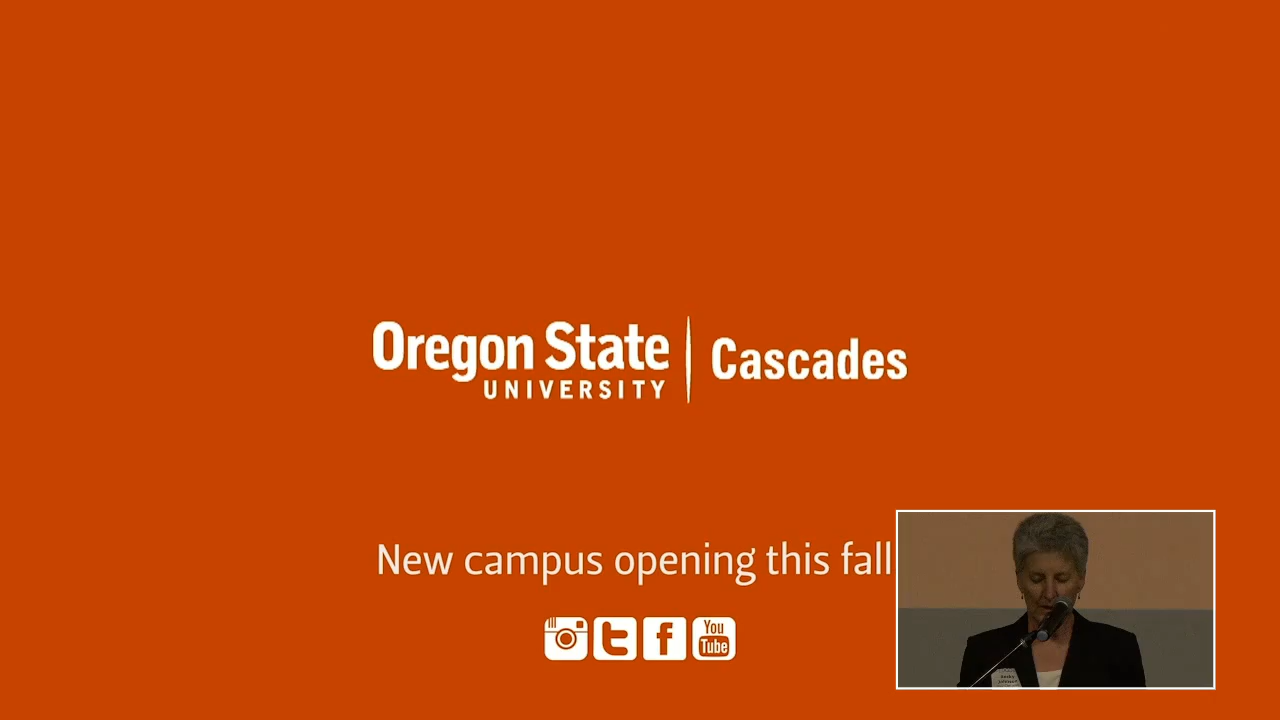 Oregon State
UNIVERSITY
Cascades
New campus opening this fall
You
Tube